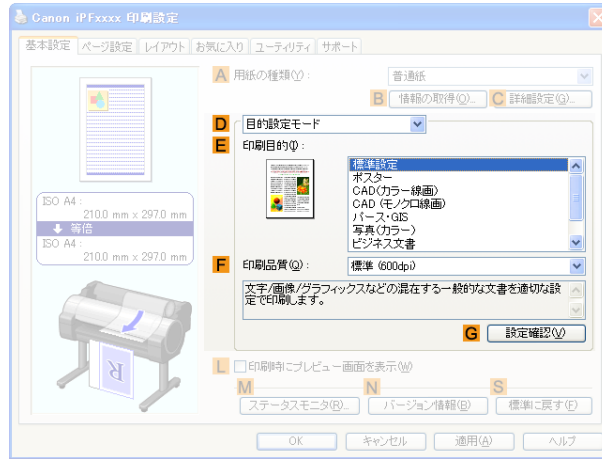 Canon iPFxxxx 印刷設定
基本設定 ページ設定 レイアウト お気に入り ユーティリティ サポート
A 用紙の種類(Y): 普通紙
B 情報の取得(Q)... C 詳細設定(G)...
D 目的設定モード
E 印刷目的(I):
標準設定
ポスター
CAD(カラー線画)
CAD (モノクロ線画)
パース・GIS
写真(カラー)
ビジネス文書
ISO A4:
210.0 mm x 297.0 mm
等倍
ISO A4:
210.0 mm x 297.0 mm
F 印刷品質(Q): 標準 (600dpi)
文字/画像/グラフィックスなどの混在する一般的な文書を適切な設
定で印刷します。
G 設定確認(V)
R
L 印刷時にプレビュー画面を表示(W)
M N S
ステータスモニタ(R)... バージョン情報(B) 標準に戻す(F)
OK キャンセル 適用(A) ヘルプ